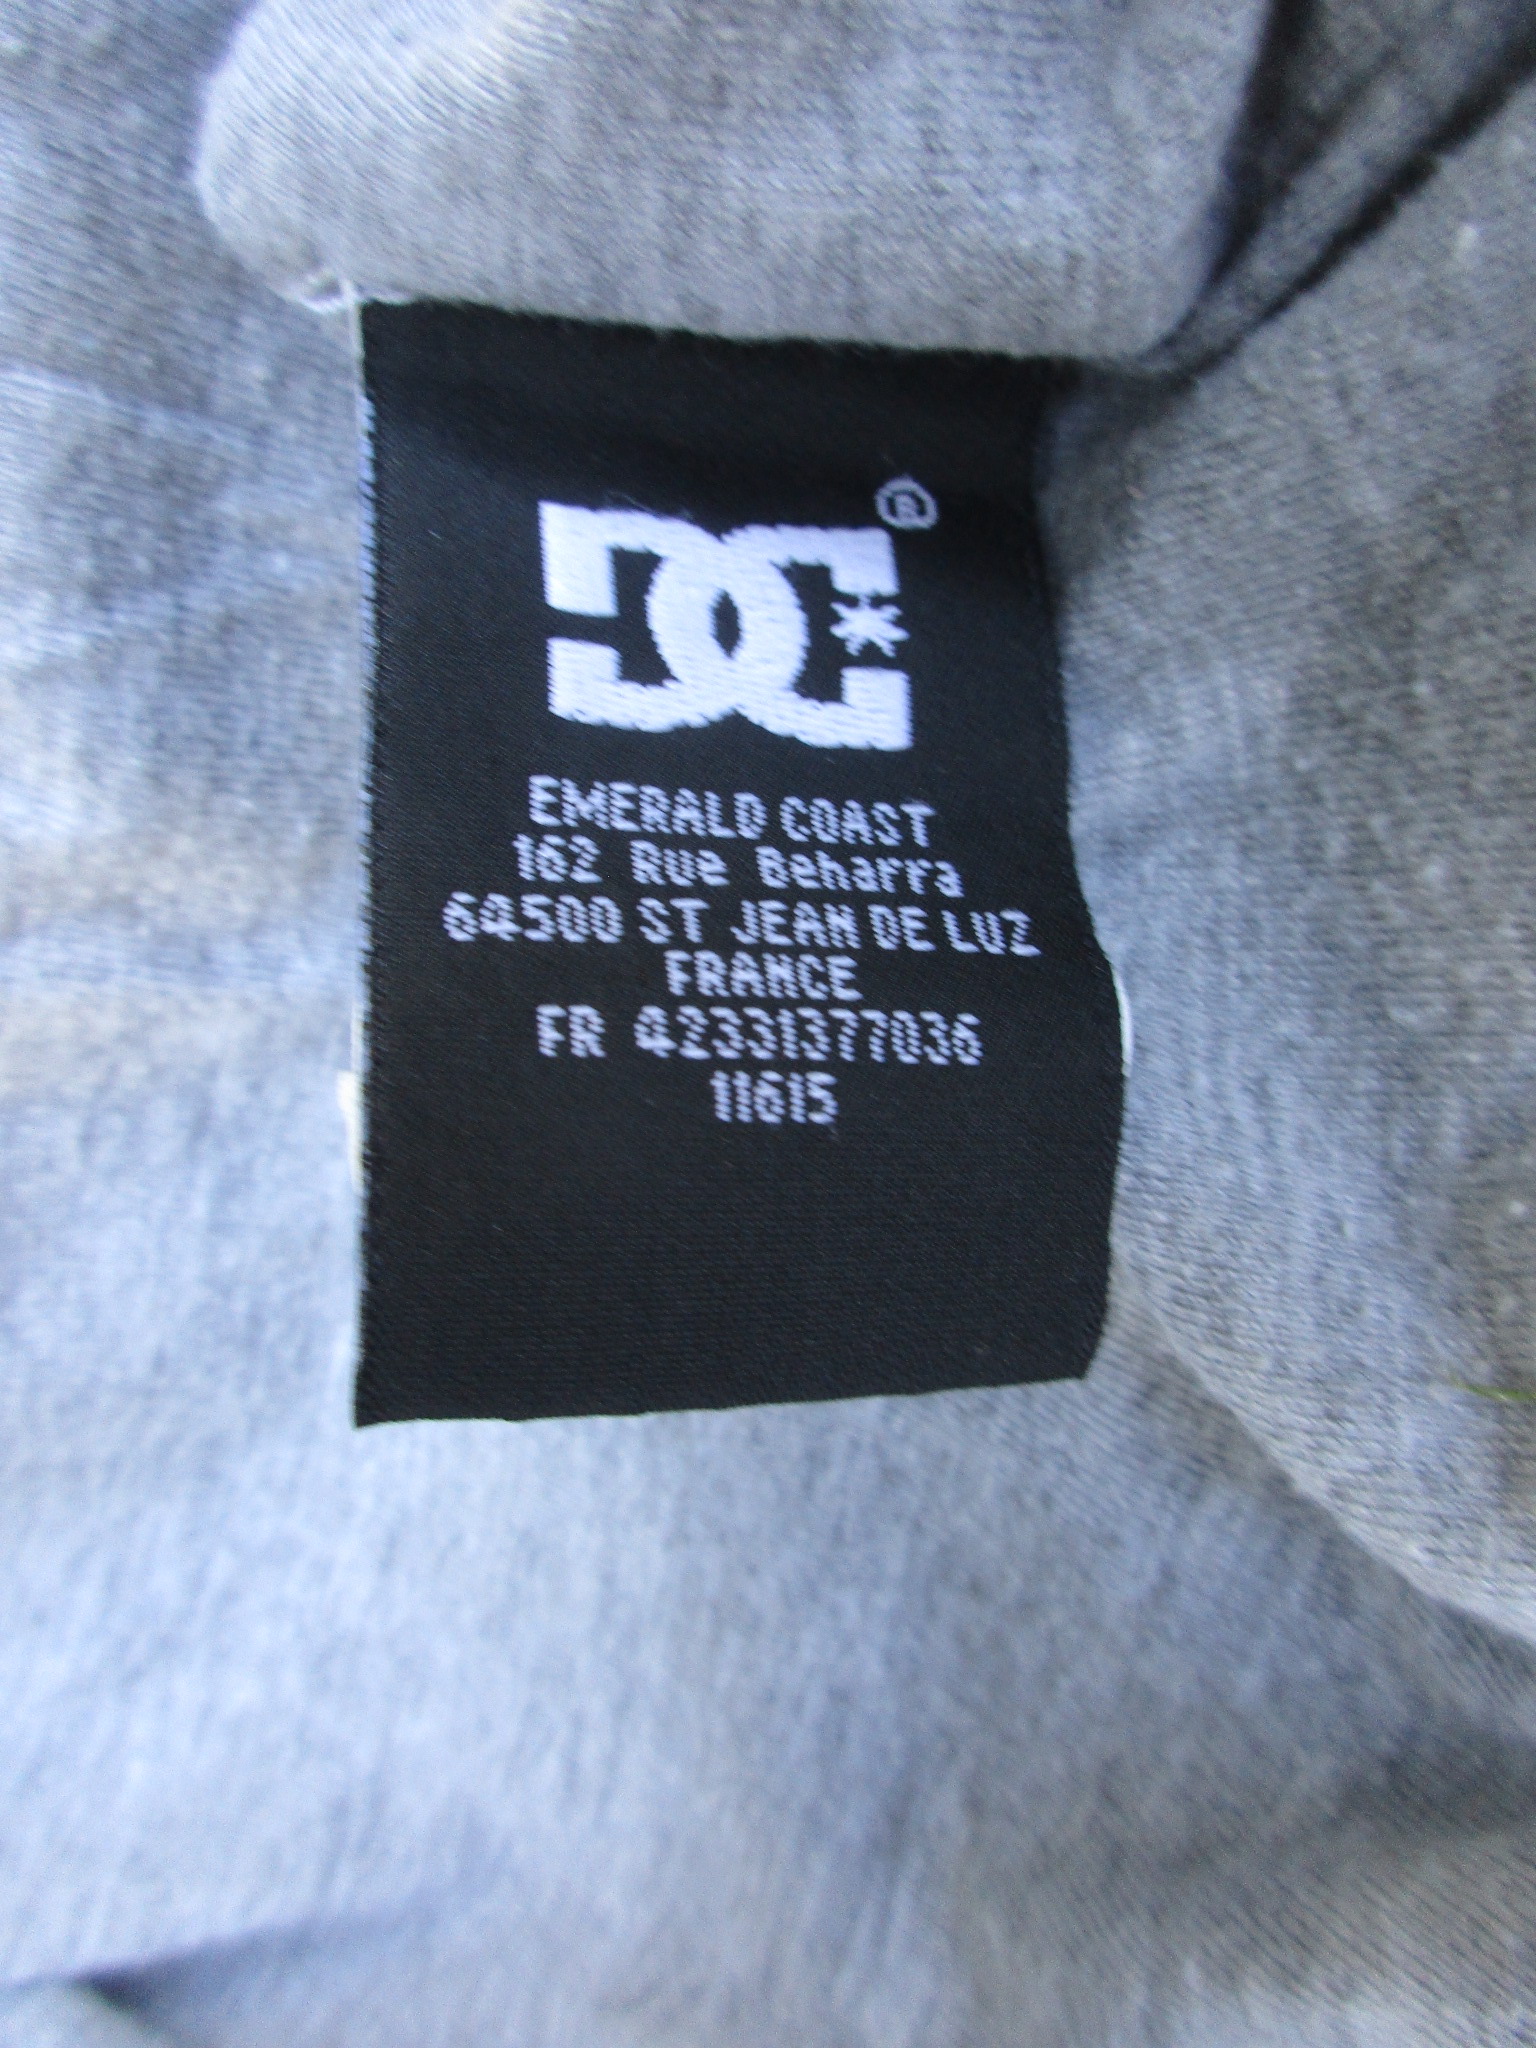 DC*®
EMERALD COAST
162 Rue Beharra
64500 ST JEAN DE LUZ
FRANCE
FR 42331377036
11615